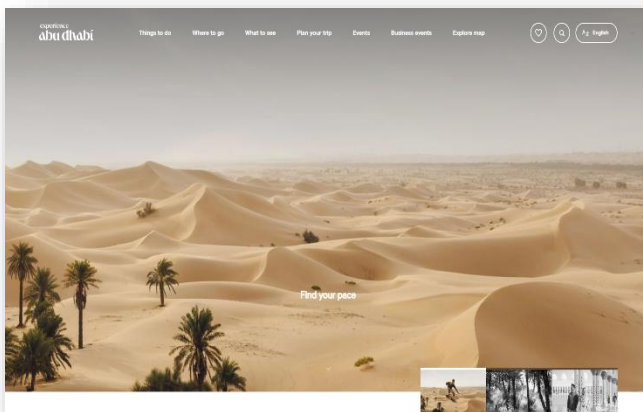 experience
abu dhabi
Things to do
Where to go
What to see
Plan your trip
Events
Business events
Explore map
English
Find your pace